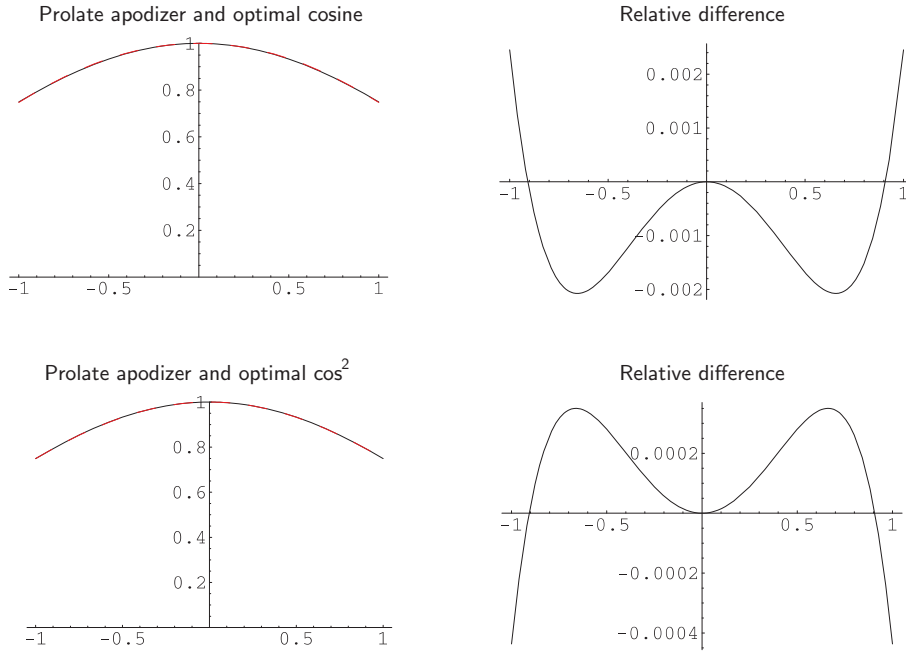 Prolate apodizer and optimal cosine
1
0.8
0.6
0.4
0.2
-1 -0.5 0.5 1
Relative difference
0.002
0.001
-1 -0.5 0.5 1
-0.001
-0.002
Prolate apodizer and optimal cos²
1
0.8
0.6
0.4
0.2
-1 -0.5 0.5 1
Relative difference
0.0002
-1 -0.5 0.5 1
-0.0002
-0.0004